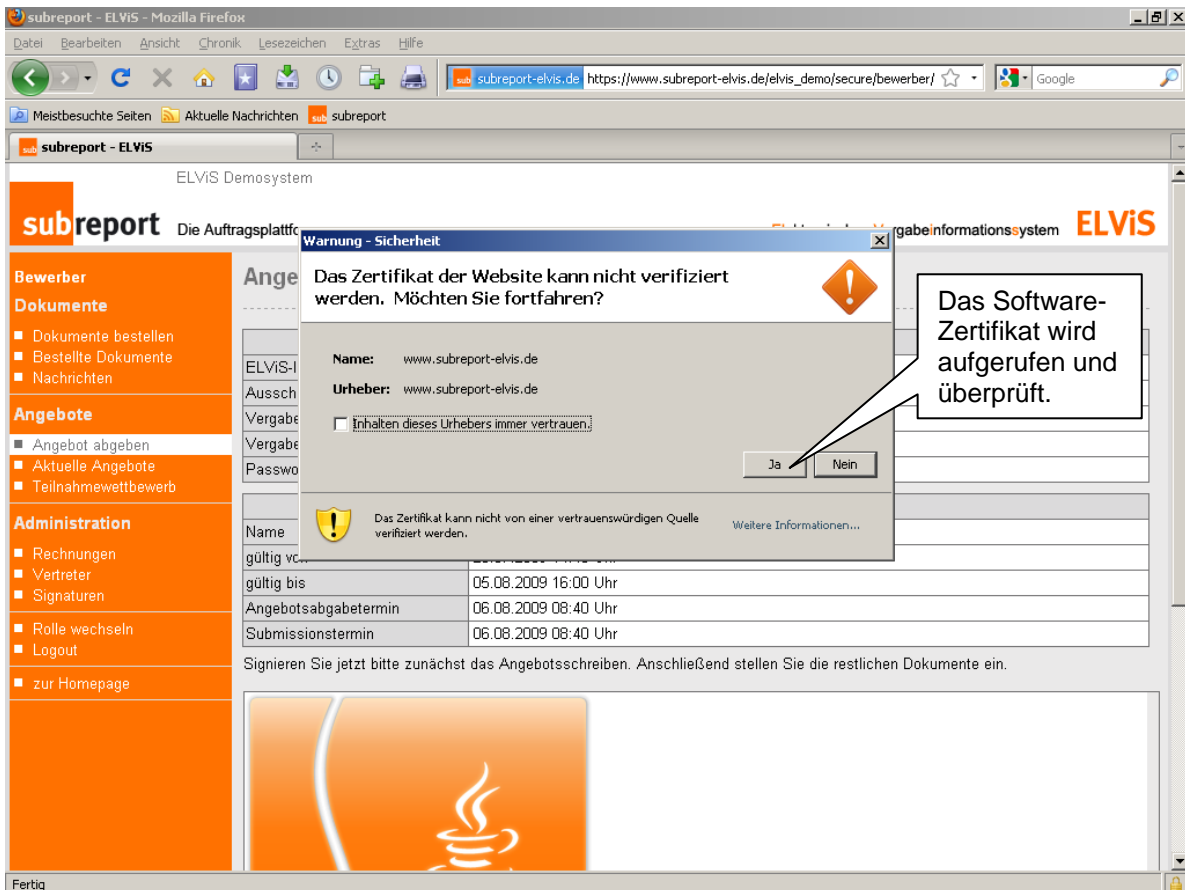 subreport - ELViS - Mozilla Firefox
Datei Bearbeiten Ansicht Chronik Lesezeichen Extras Hilfe
sub subreport-elvis.de https://www.subreport-elvis.de/elvis_demo/secure/bewerber/ Google
Meistbesuchte Seiten Aktuelle Nachrichten sub subreport
sub subreport - ELViS
ELViS Demosystem
subreport Die Auftragsplattfo
rgabeinformationssystem ELViS
Bewerber
Dokumente
Dokumente bestellen
Bestellte Dokumente
Nachrichten
Angebote
Angebot abgeben
Aktuelle Angebote
Teilnahmewettbewerb
Administration
Rechnungen
Vertreter
Signaturen
Rolle wechseln
Logout
zur Homepage
Ange
Warnung - Sicherheit
Das Zertifikat der Website kann nicht verifiziert
werden. Möchten Sie fortfahren?
Name: www.subreport-elvis.de
Urheber: www.subreport-elvis.de
Inhalten dieses Urhebers immer vertrauen.
Ja Nein
Das Zertifikat kann nicht von einer vertrauenswürdigen Quelle
verifiziert werden.
Weitere Informationen...
Das Software-
Zertifikat wird
aufgerufen und
überprüft.
ELViS-I
Aussch
Vergabe
Vergabe
Passwo
Name
gültig von
gültig bis 05.08.2009 16:00 Uhr
Angebotsabgabetermin 06.08.2009 08:40 Uhr
Submissionstermin 06.08.2009 08:40 Uhr
Signieren Sie jetzt bitte zunächst das Angebotsschreiben. Anschließend stellen Sie die restlichen Dokumente ein.
Fertig